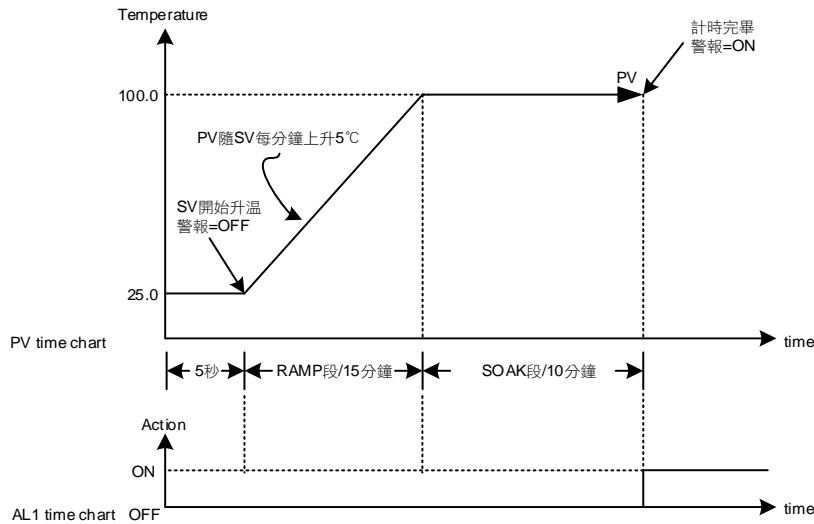 Temperature
計時完畢
警報=ON
PV
100.0
PV隨SV每分鐘上升5℃
SV開始升温
警報=OFF
25.0
PV time chart
time
5秒
RAMP段/15分鐘
SOAK段/10分鐘
Action
ON
AL1 time chart
OFF
time